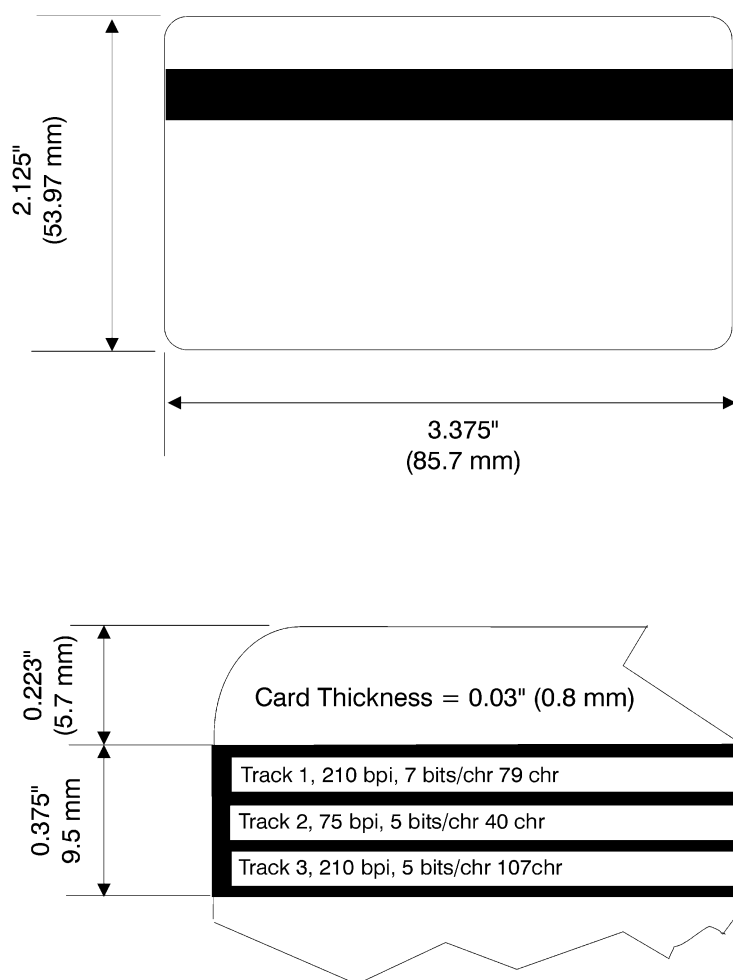 2.125"
(53.97 mm)
3.375"
(85.7 mm)
0.223"
(5.7 mm)
Card Thickness = 0.03" (0.8 mm)
0.375"
9.5 mm
Track 1, 210 bpi, 7 bits/chr 79 chr
Track 2, 75 bpi, 5 bits/chr 40 chr
Track 3, 210 bpi, 5 bits/chr 107chr